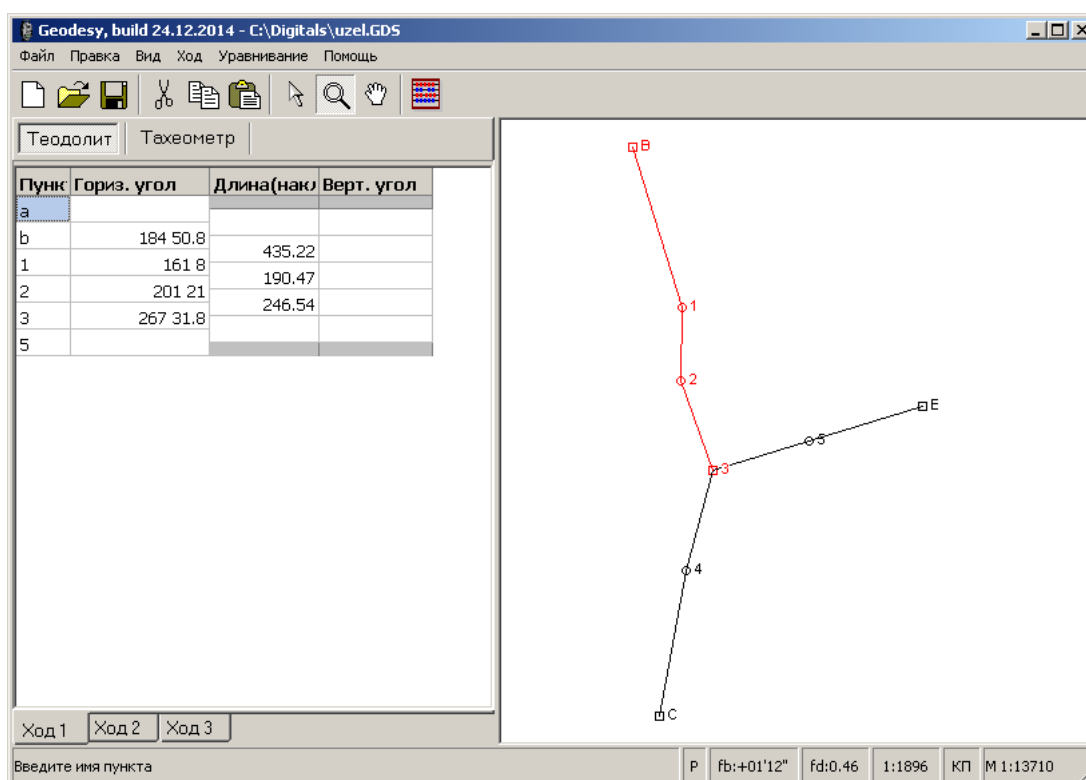 Geodesy, build 24.12.2014 - C:\Digitals\uzel.GDS
Файл Правка Вид Ход Уравнивание Помощь
Теодолит Тахеометр
Пунк Гориз. угол Длина(нак Верт. угол
a
b 184 50.8
435.22
1 161 8
190.47
2 201 21
246.54
3 267 31.8
5
B
1
2
E
5
3
4
C
Ход 1 Ход 2 Ход 3
Введите имя пункта P fb:+01'12" fd:0.46 1:1896 КП М 1:13710